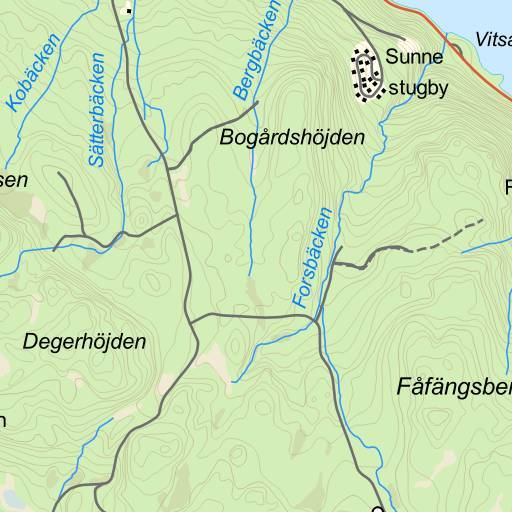 Kobäcken
Sätterbäcken
Bergbäcken
Sunne
stugby
Vitsa
Bogårdshöjden
sen
F
Forsbäcken
Degerhöjden
Fåfängsber
n